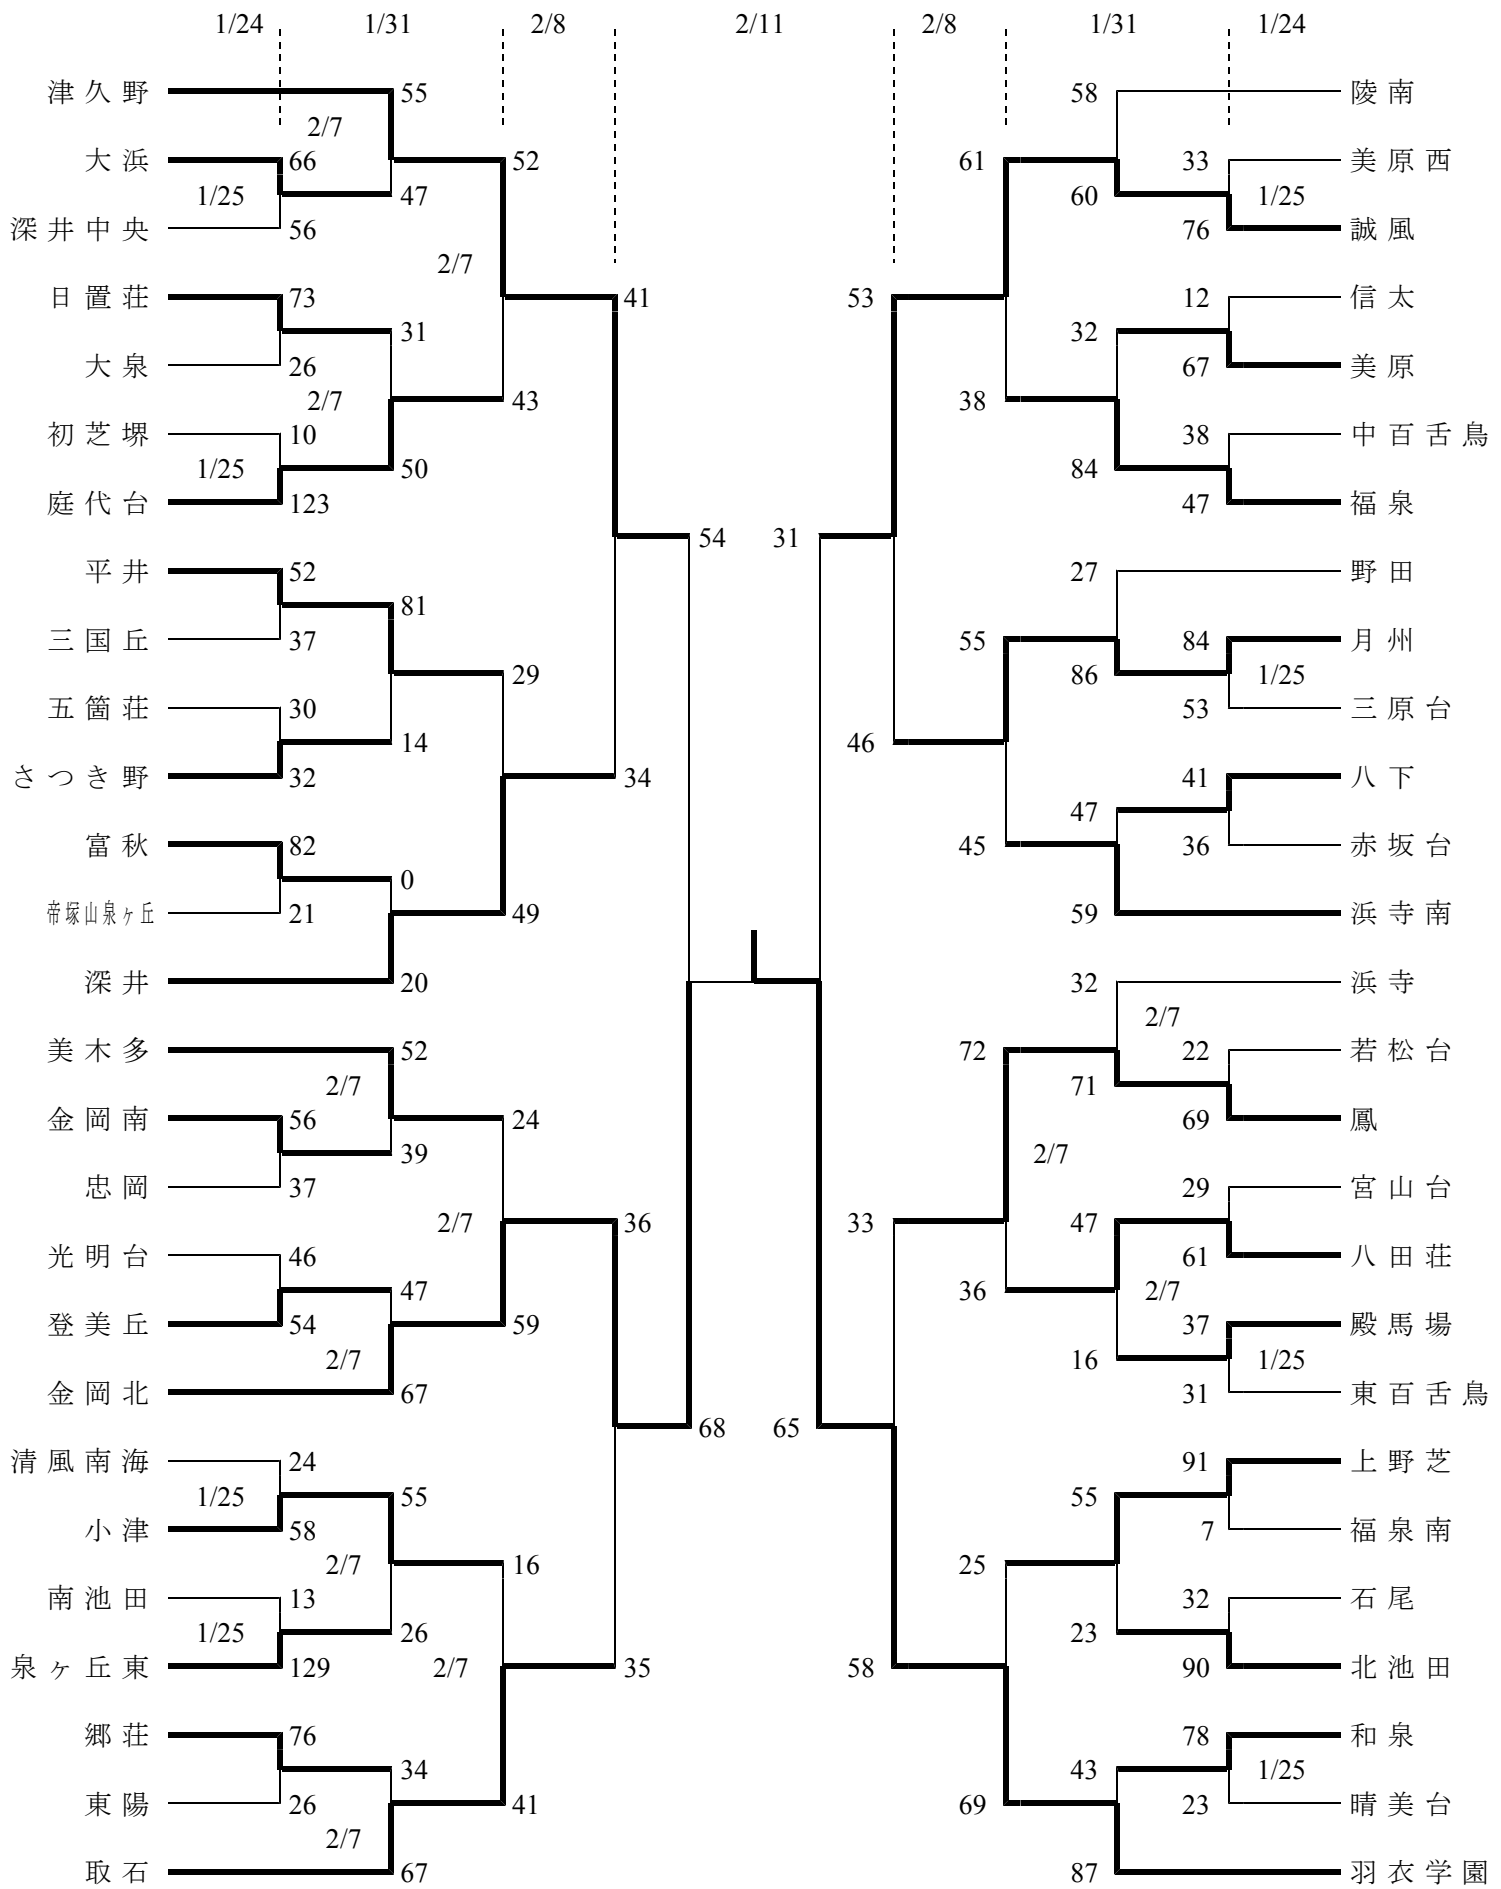 1/24 1/31 2/8 2/11 2/8 1/31 1/24
津久野 55 58 陵南
2/7
大浜 66 52 61 33 美原西
1/25 47 60 1/25
深井中央 56 76 誠風
2/7
日置荘 73 41 53 12 信太
31 32
大泉 26 67 美原
2/7 43 38
初芝堺 10 38 中百舌鳥
1/25 50 84
庭代台 123 47 福泉
54 31
平井 52 27 野田
81
三国丘 37 55 84 月州
29 86 1/25
五箇荘 30 53 三原台
14 46
さつき野 32 34 41 八下
47
富秋 82 45 36 赤坂台
0
帝塚山泉ヶ丘 21 49 59 浜寺南
深井 20 32 浜寺
2/7
美木多 52 72 22 若松台
2/7 71
金岡南 56 24 69 鳳
39 2/7
忠岡 37 29 宮山台
2/7 36 33 47
光明台 46 61 八田荘
47 36 2/7
登美丘 54 59 37 殿馬場
2/7 16 1/25
金岡北 67 31 東百舌鳥
68 65
清風南海 24 91 上野芝
1/25 55 55
小津 58 7 福泉南
2/7 16 25
南池田 13 32 石尾
1/25 26 23
泉ヶ丘東 129 2/7 35 58 90 北池田
郷荘 76 78 和泉
34 43 1/25
東陽 26 41 69 23 晴美台
2/7
取石 67 87 羽衣学園